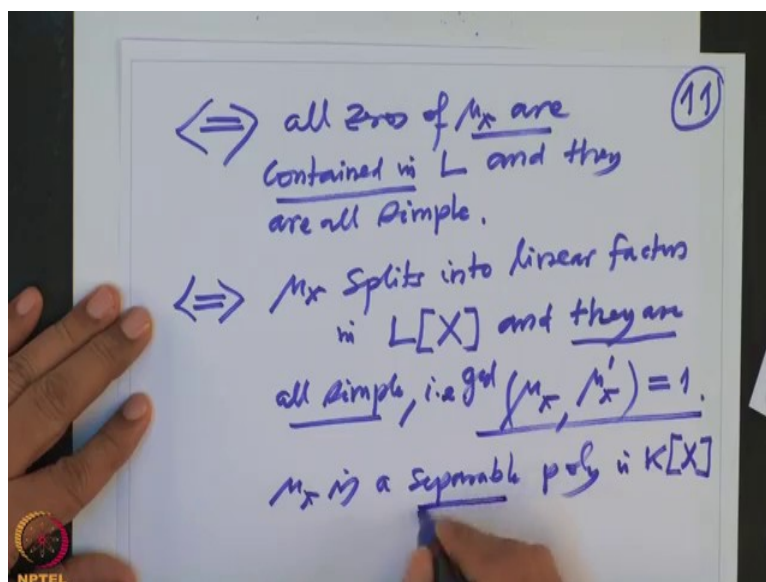 11
⟺ all zros of μx are
contained in L and they
are all simple.
⟺ μx splits into linear factors
in L[X] and they are
all simple, i.e gcd (μx, μ'x) = 1.
μx is a separable poly in K[X]
NPTEL